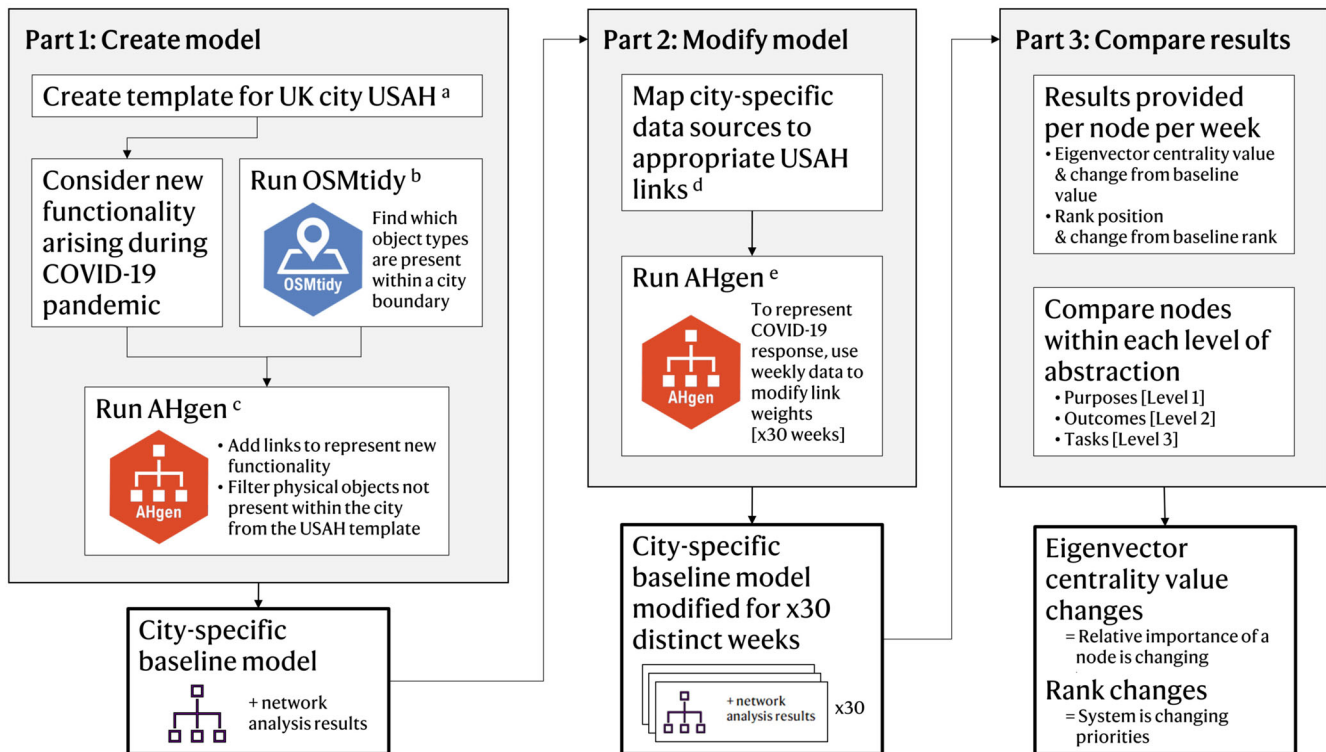 Part 1: Create model
Create template for UK city USAH a
Consider new
functionality
arising during
COVID-19
pandemic
Run OSMtidy b
OSMtidy
Find which
object types
are present
within a city
boundary
Run AHgen c
AHgen
• Add links to represent new
functionality
• Filter physical objects not
present within the city
from the USAH template
City-specific
baseline model
+ network
analysis results
Part 2: Modify model
Map city-specific
data sources to
appropriate USAH
links d
Run AHgen e
AHgen
To represent
COVID-19
response, use
weekly data to
modify link
weights
[x30 weeks]
City-specific
baseline model
modified for x30
distinct weeks
+ network
analysis results
x30
Part 3: Compare results
Results provided
per node per week
• Eigenvector centrality value
& change from baseline
value
• Rank position
& change from baseline rank
Compare nodes
within each level of
abstraction
• Purposes [Level 1]
• Outcomes [Level 2]
• Tasks [Level 3]
Eigenvector
centrality value
changes
= Relative importance of a
node is changing
Rank changes
= System is changing
priorities